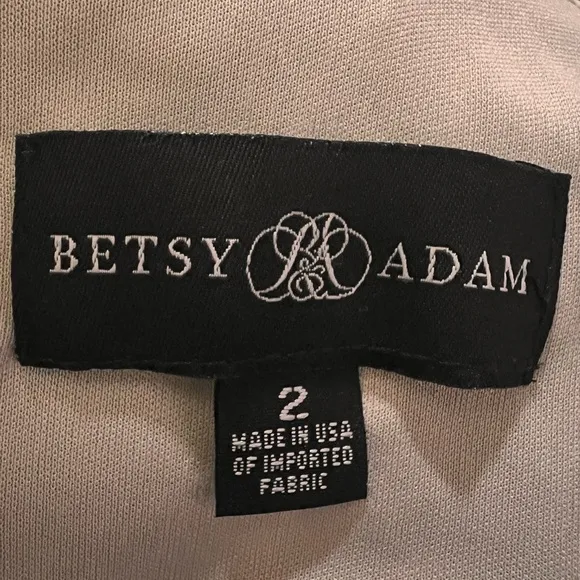 BETSY B&A ADAM
2
MADE IN USA
OF IMPORTED
FABRIC